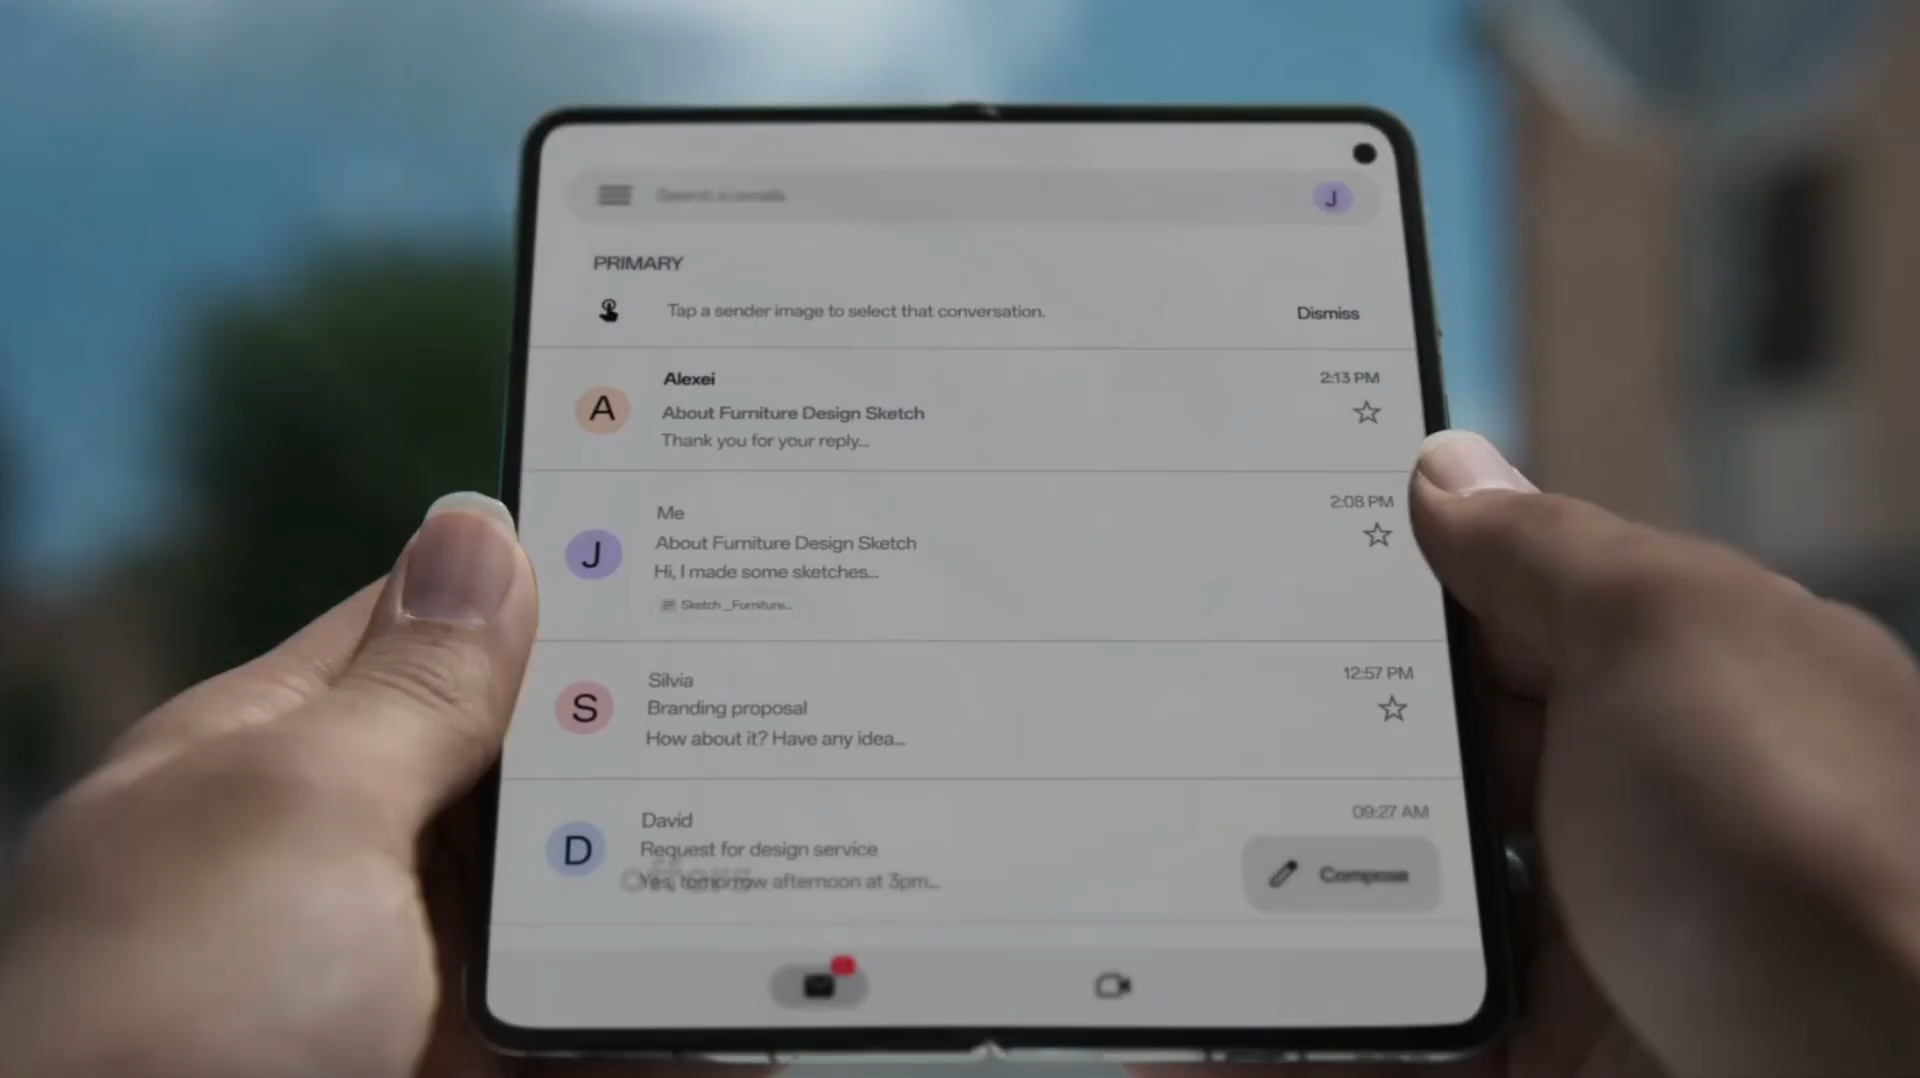 J
PRIMARY
Tap a sender image to select that conversation.
Dismiss
Alexei
2:13 PM
A
About Furniture Design Sketch
Thank you for your reply...
Me
2:08 PM
J
About Furniture Design Sketch
Hi, I made some sketches...
Sketch_Furniture...
Silvia
12:57 PM
S
Branding proposal
How about it? Have any idea...
David
09:27 AM
D
Request for design service
Yes, tomorrow afternoon at 3pm...
Compose